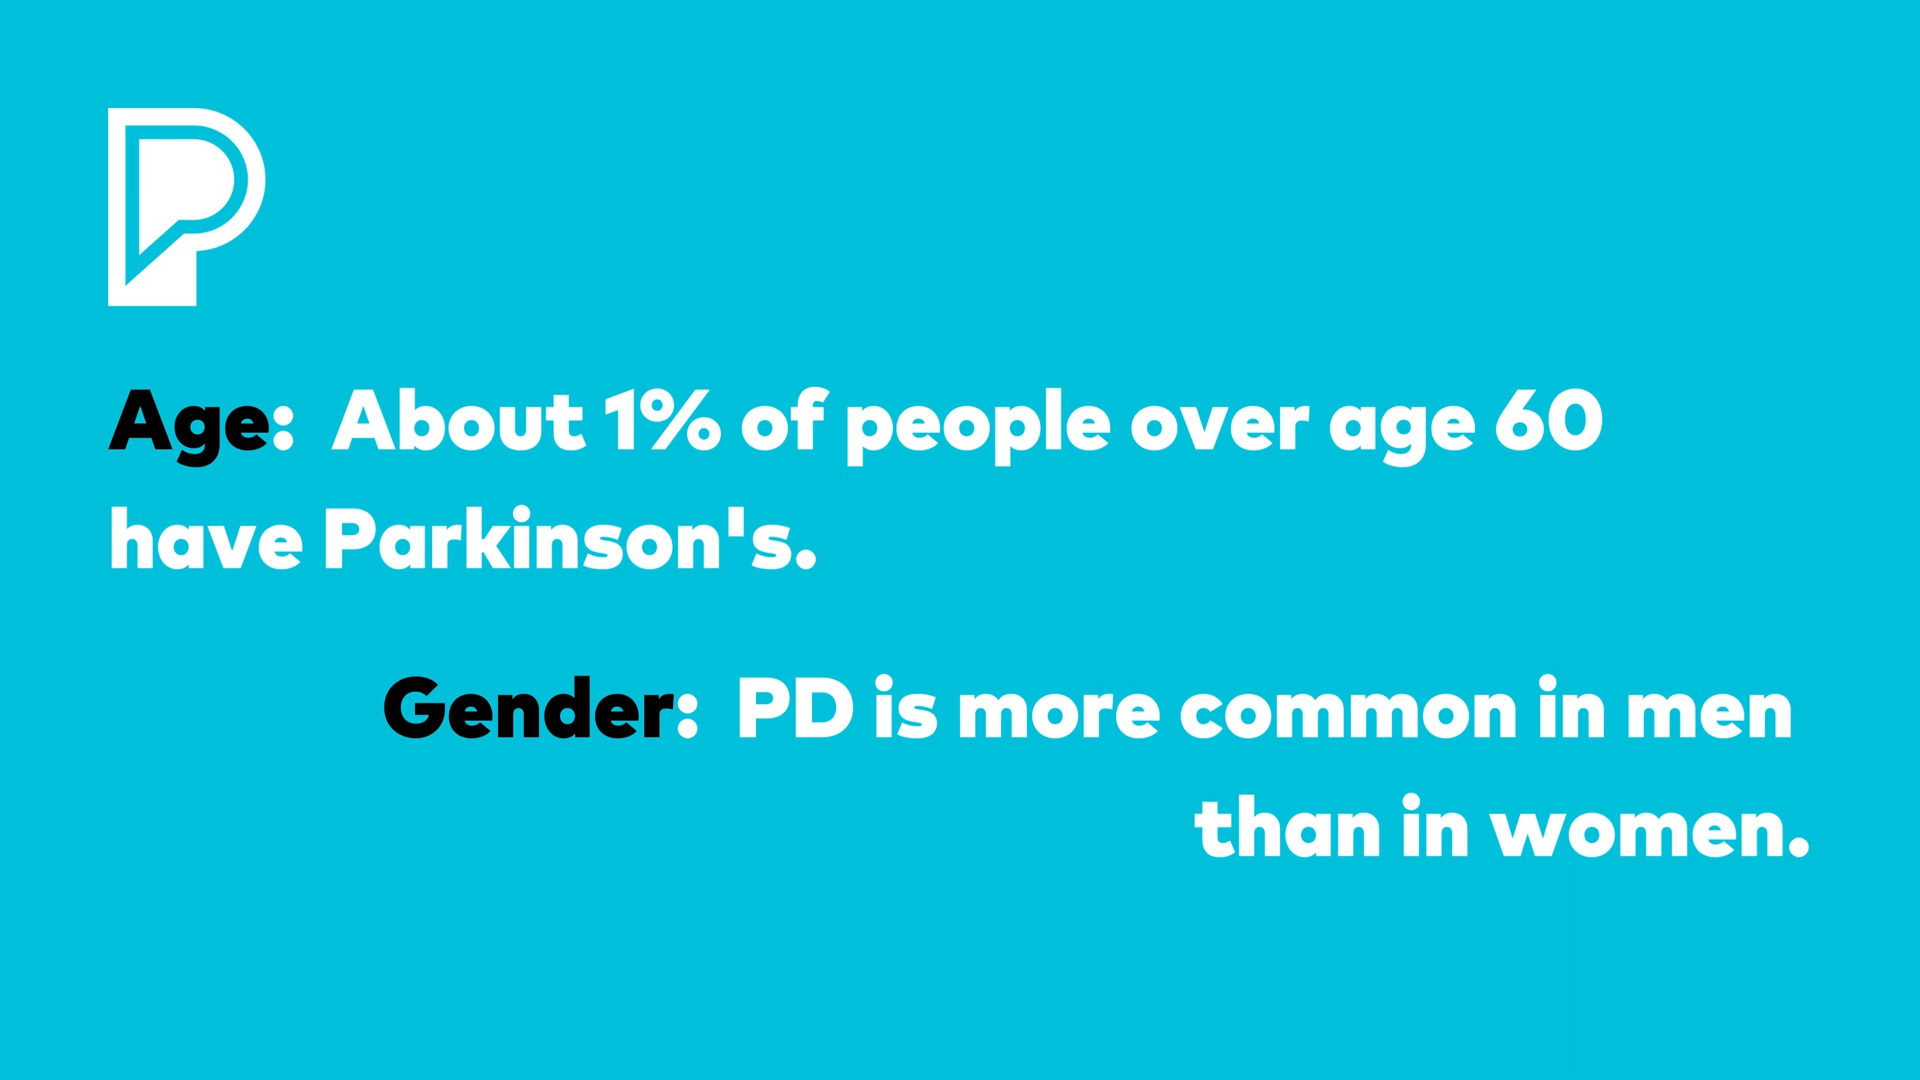 Age: About 1% of people over age 60
have Parkinson's.
Gender: PD is more common in men
than in women.